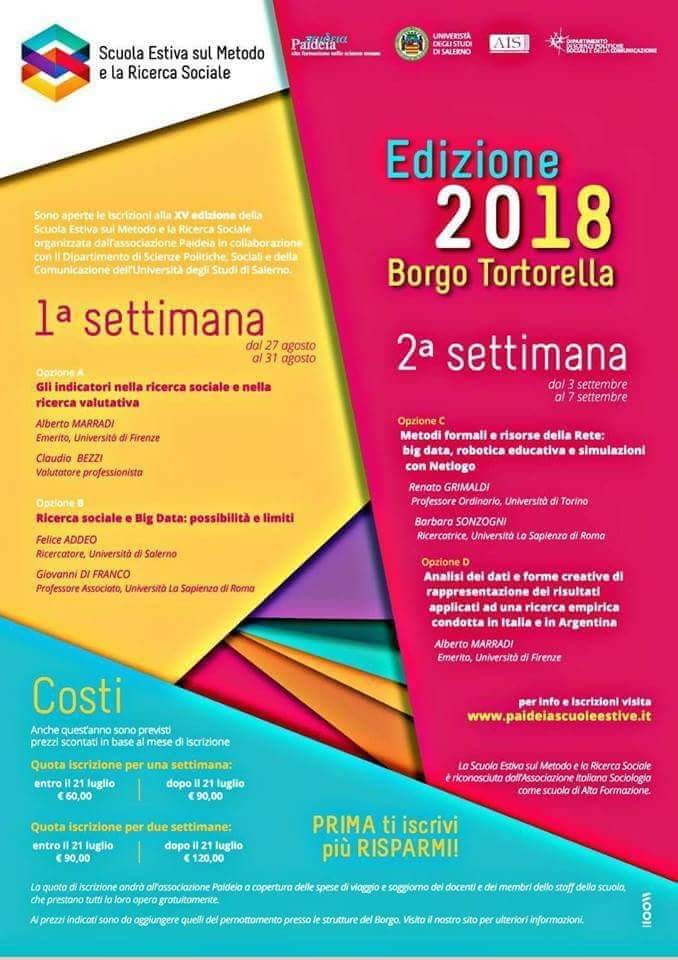 Scuola Estiva sul Metodo
e la Ricerca Sociale
Paideia
alta formazione nelle scienze umane
UNIVERISTÀ
DEGLI STUDI
DI SALERNO
AIS
DIPARTIMENTO
DI SCIENZE POLITICHE,
SOCIALI E DELLA COMUNICAZIONE
Edizione
2018
Borgo Tortorella
Sono aperte le iscrizioni alla XV edizione della
Scuola Estiva sul Metodo e la Ricerca Sociale
organizzata dall'associazione Paideia in collaborazione
con il Dipartimento di Scienze Politiche, Sociali e della
Comunicazione dell'Università degli Studi di Salerno.
1ª settimana
dal 27 agosto
al 31 agosto
Opzione A
Gli indicatori nella ricerca sociale e nella
ricerca valutativa
Alberto MARRADI
Emerito, Università di Firenze
Claudio BEZZI
Valutatore professionista
Opzione B
Ricerca sociale e Big Data: possibilità e limiti
Felice ADDEO
Ricercatore, Università di Salerno
Giovanni DI FRANCO
Professore Associato, Università La Sapienza di Roma
2ª settimana
dal 3 settembre
al 7 settembre
Opzione C
Metodi formali e risorse della Rete:
big data, robotica educativa e simulazioni
con Netlogo
Renato GRIMALDI
Professore Ordinario, Università di Torino
Barbara SONZOGNI
Ricercatrice, Università La Sapienza di Roma
Opzione D
Analisi dei dati e forme creative di
rappresentazione dei risultati
applicati ad una ricerca empirica
condotta in Italia e in Argentina
Alberto MARRADI
Emerito, Università di Firenze
per info e iscrizioni visita
www.paideiascuoleestive.it
La Scuola Estiva sul Metodo e la Ricerca Sociale
è riconosciuta dall'Associazione Italiana Sociologia
come scuola di Alta Formazione.
Costi
Anche quest'anno sono previsti
prezzi scontati in base al mese di iscrizione
Quota iscrizione per una settimana:
entro il 21 luglio dopo il 21 luglio
€ 60,00 € 90,00
Quota iscrizione per due settimane:
entro il 21 luglio dopo il 21 luglio
€ 90,00 € 120,00
PRIMA ti iscrivi
più RISPARMI!
La quota di iscrizione andrà all'associazione Paideia a copertura delle spese di viaggio e soggiorno dei docenti e dei membri dello staff della scuola,
che prestano tutti la loro opera gratuitamente.
Ai prezzi indicati sono da aggiungere quelli del pernottamento presso le strutture del Borgo. Visita il nostro sito per ulteriori informazioni.